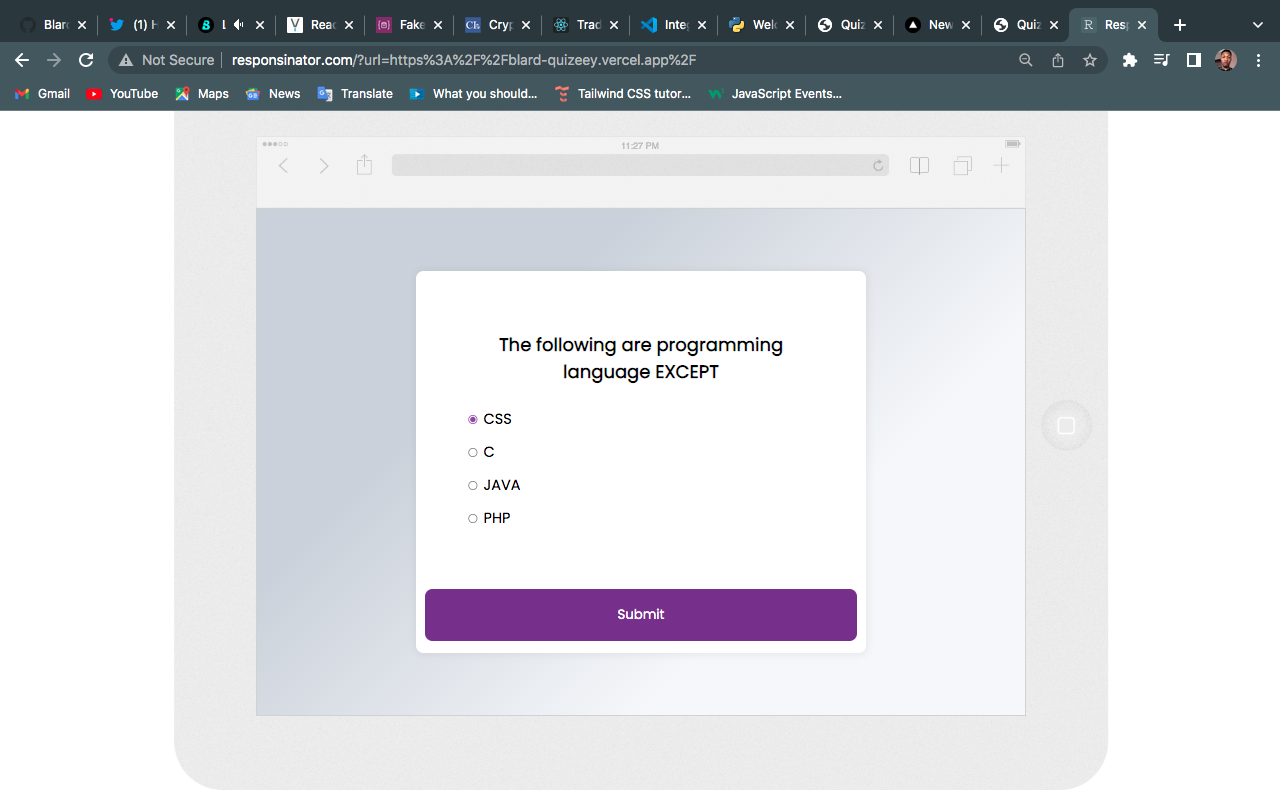 Blar (1) H L Reac Fake Cryp Trad Integ Welc Quiz New Quiz Resp
Not Secure responsinator.com/?url=https%3A%2F%2Fblard-quizeey.vercel.app%2F
Gmail YouTube Maps News Translate What you should... Tailwind CSS tutor... JavaScript Events...
11:27 PM
The following are programming
language EXCEPT
CSS
C
JAVA
PHP
Submit